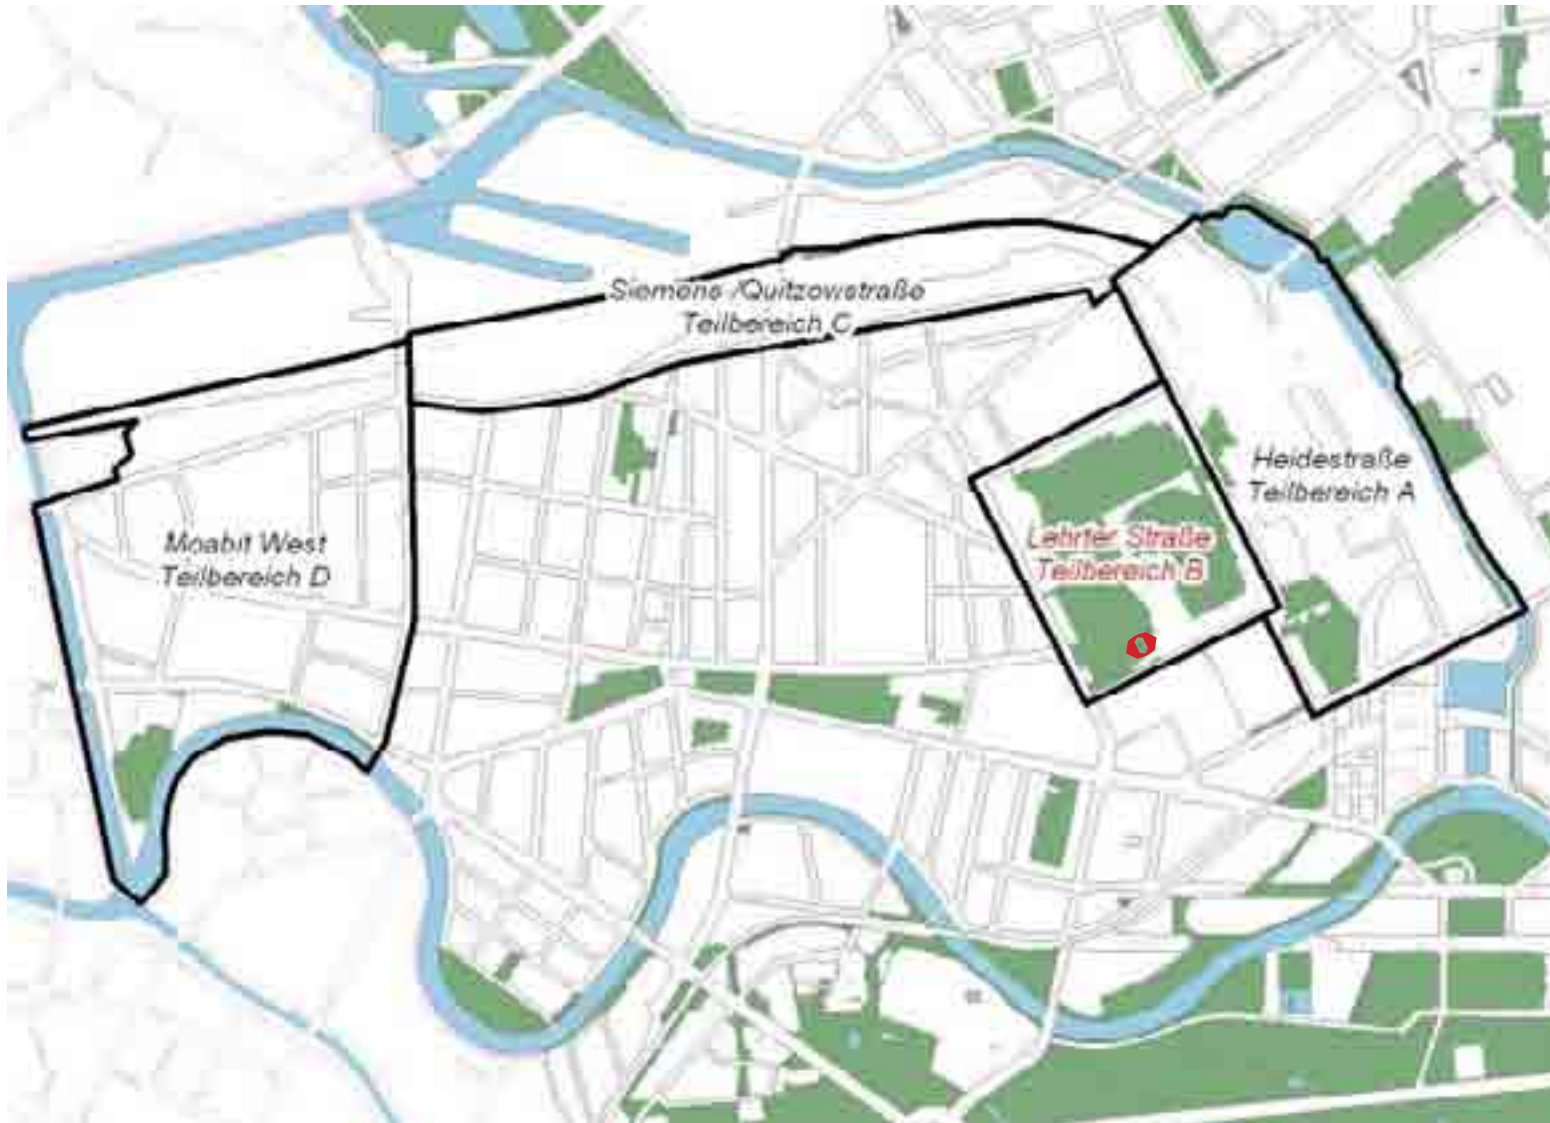 Siemens /Quitzowstraße
Teilbereich C
Heidestraße
Teilbereich A
Lehrter Straße
Teilbereich B
Moabit West
Teilbereich D